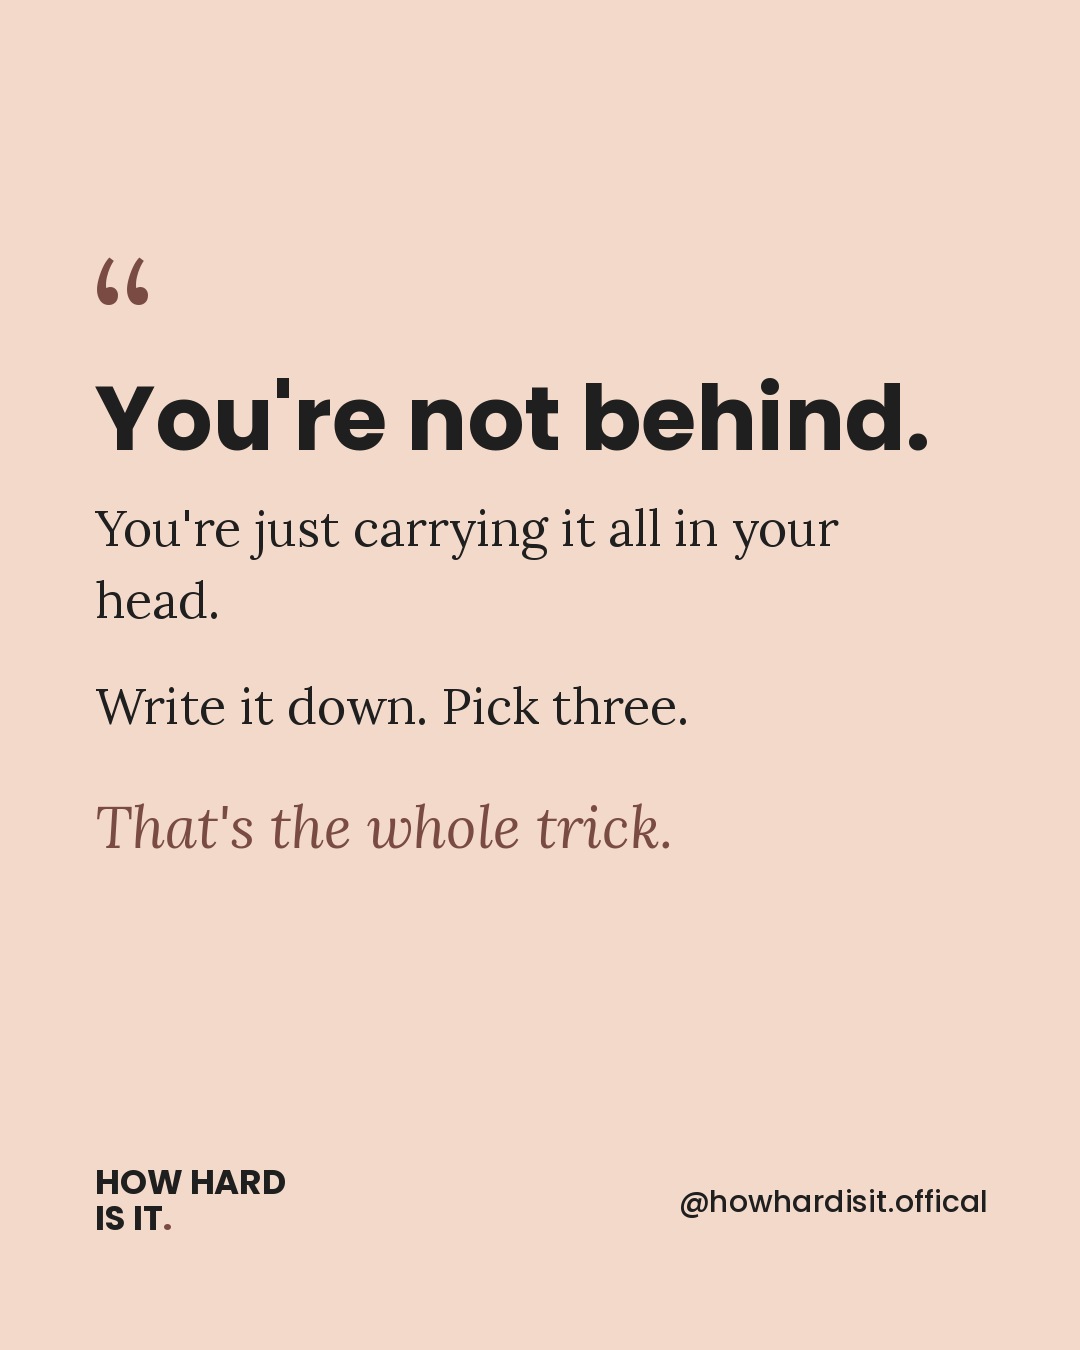 “
You're not behind.
You're just carrying it all in your
head.
Write it down. Pick three.
That's the whole trick.
HOW HARD
IS IT.
@howhardisit.offical